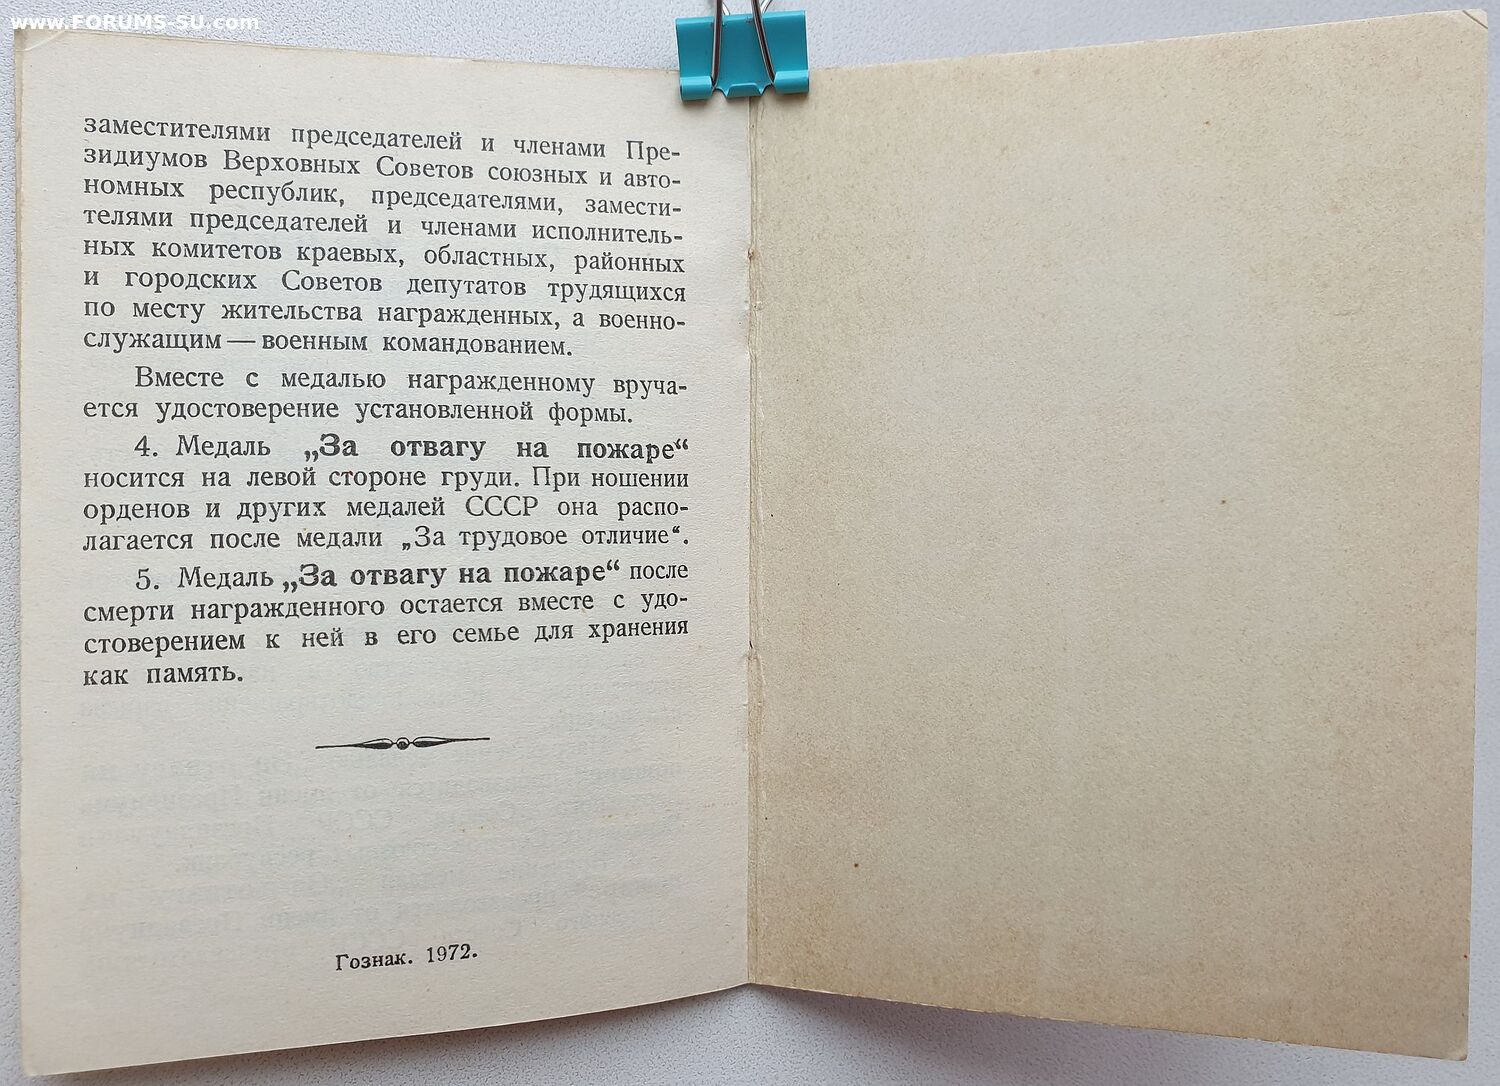 www.FORUMS-SU.com
заместителями председателей и членами Пре-
зидиумов Верховных Советов союзных и авто-
номных республик, председателями, замести-
телями председателей и членами исполнитель-
ных комитетов краевых, областных, районных
и городских Советов депутатов трудящихся
по месту жительства награжденных, а военно-
служащим — военным командованием.
Вместе с медалью награжденному вруча-
ется удостоверение установленной формы.
4. Медаль „За отвагу на пожаре“
носится на левой стороне груди. При ношении
орденов и других медалей СССР она распо-
лагается после медали „За трудовое отличие“.
5. Медаль „За отвагу на пожаре“ после
смерти награжденного остается вместе с удо-
стоверением к ней в его семье для хранения
как память.
Гознак. 1972.